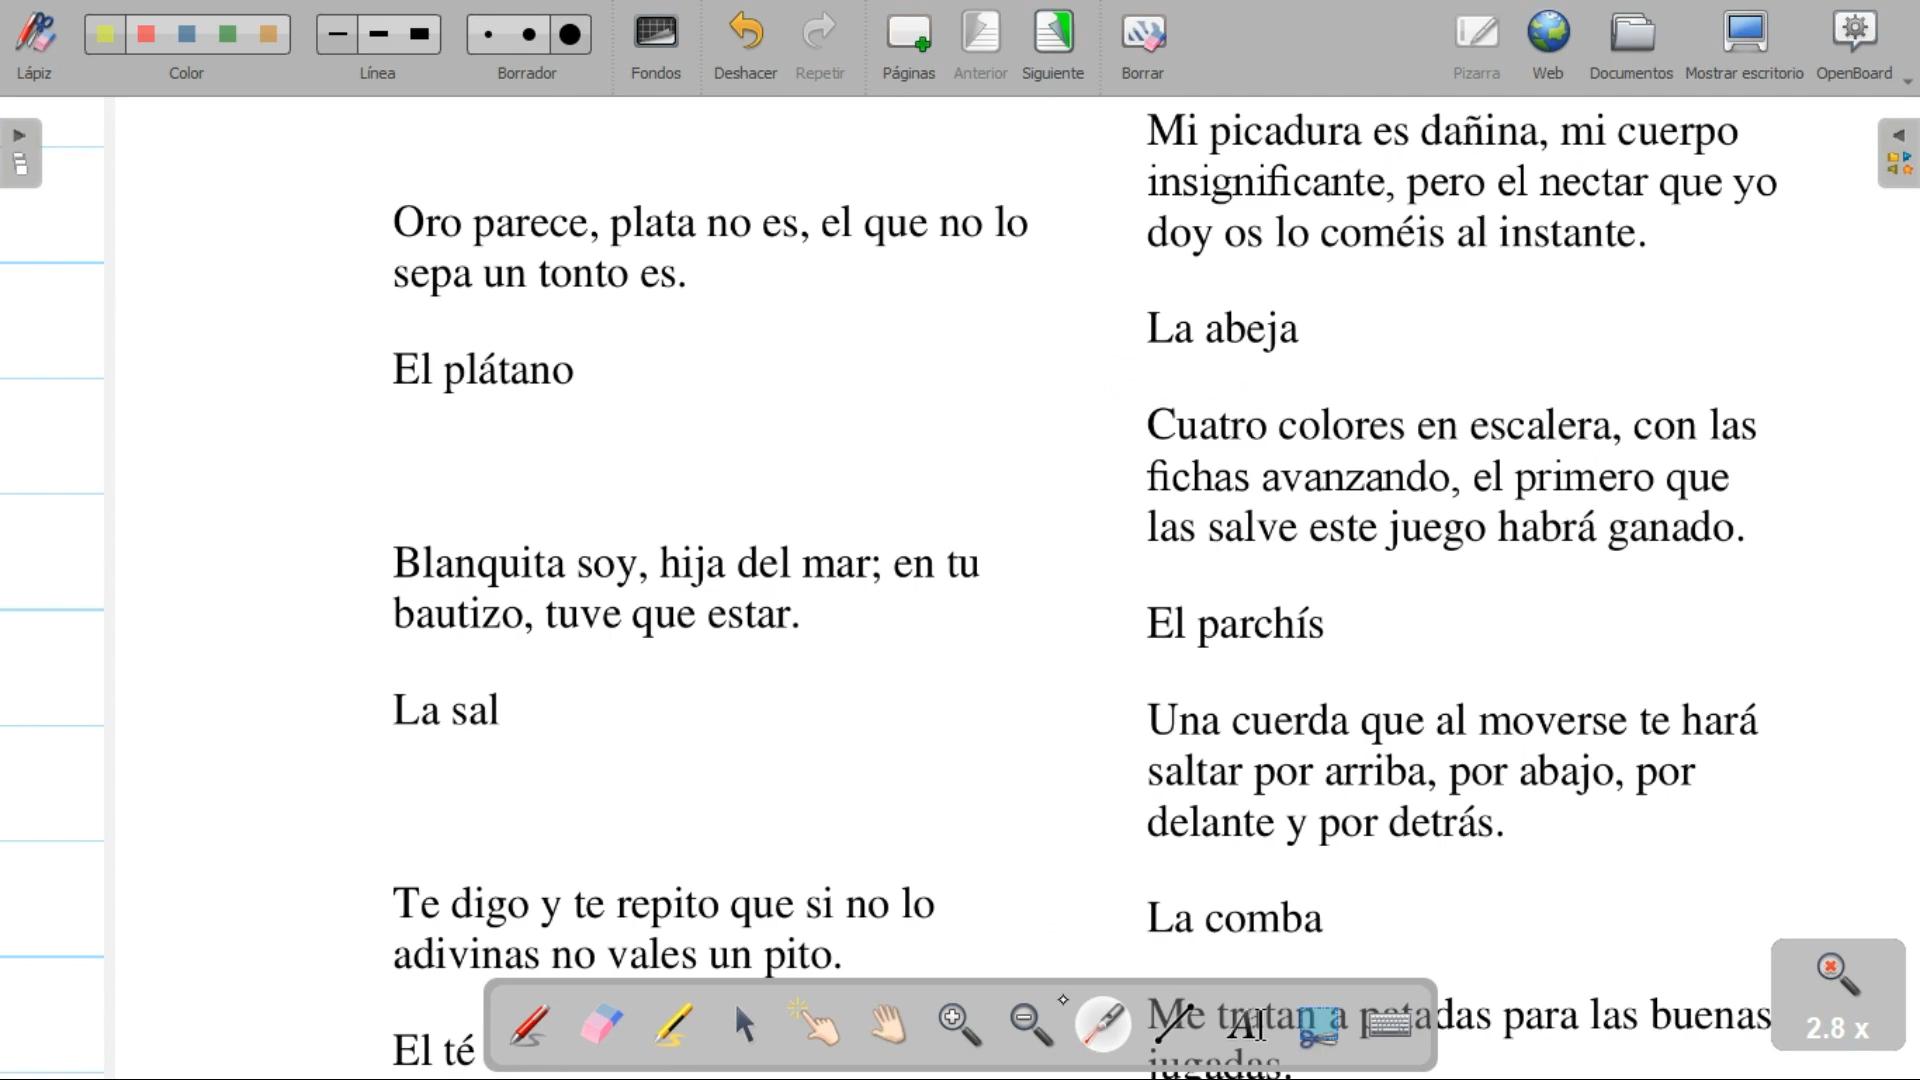 Lápiz
Color
Línea
Borrador
Fondos
Deshacer
Repetir
Páginas
Anterior
Siguiente
Borrar
Pizarra
Web
Documentos
Mostrar escritorio
OpenBoard
Oro parece, plata no es, el que no lo
sepa un tonto es.
El plátano
Blanquita soy, hija del mar; en tu
bautizo, tuve que estar.
La sal
Te digo y te repito que si no lo
adivinas no vales un pito.
El té
Mi picadura es dañina, mi cuerpo
insignificante, pero el nectar que yo
doy os lo coméis al instante.
La abeja
Cuatro colores en escalera, con las
fichas avanzando, el primero que
las salve este juego habrá ganado.
El parchís
Una cuerda que al moverse te hará
saltar por arriba, por abajo, por
delante y por detrás.
La comba
Me tratan a patadas para las buenas
jugadas.
2.8 x